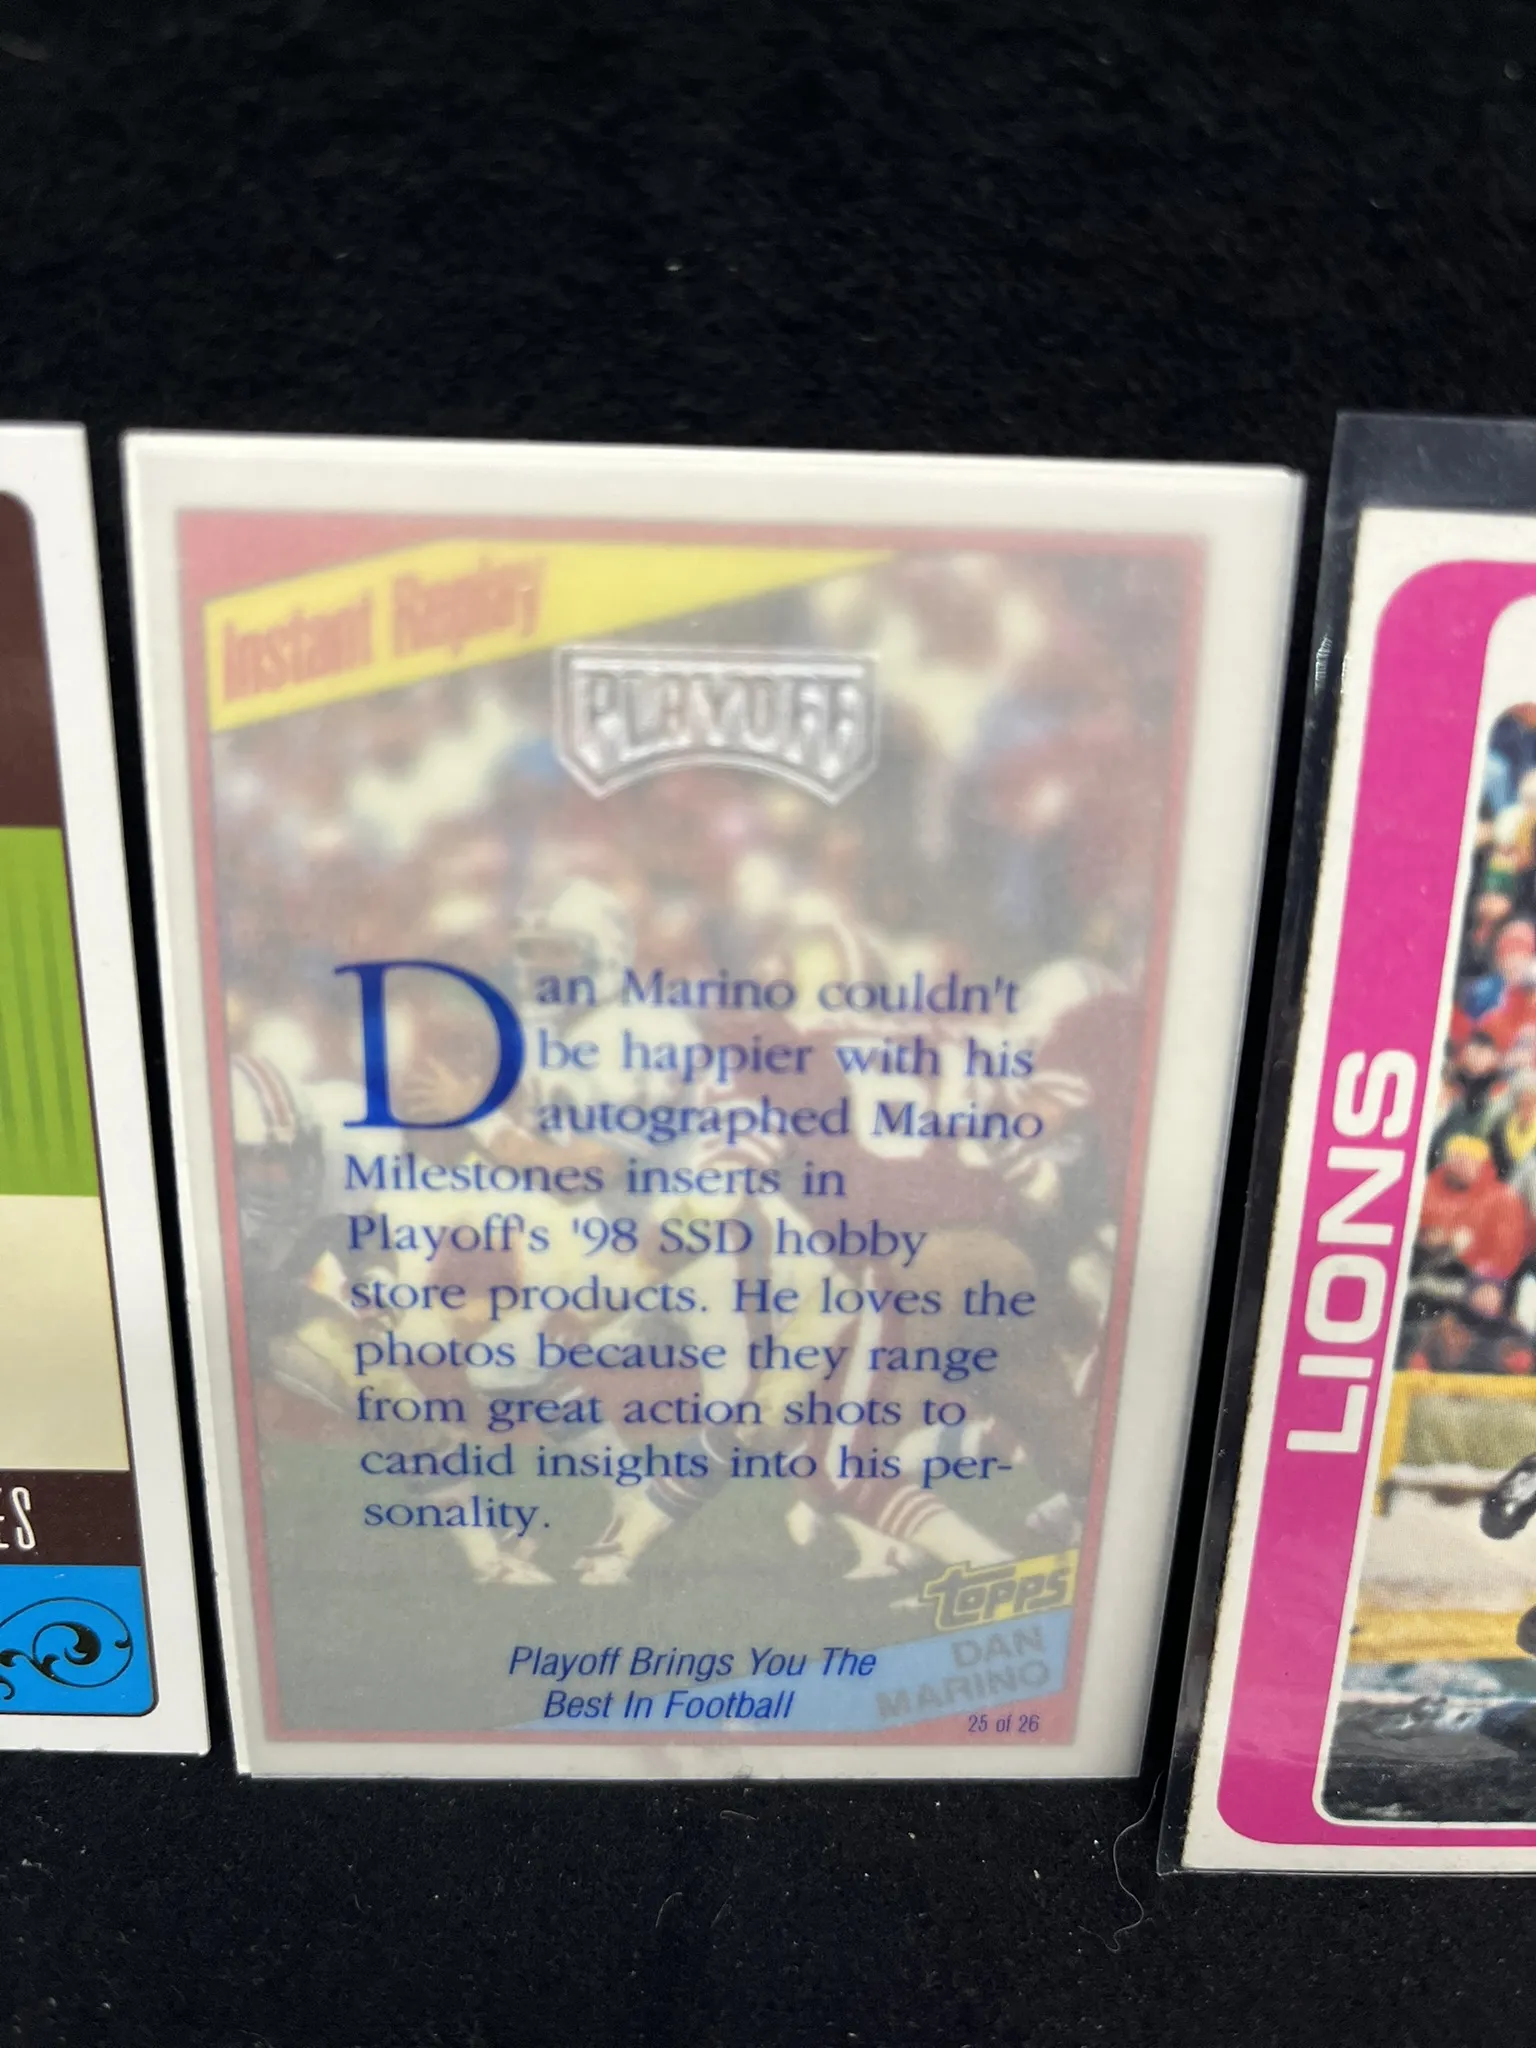 Instant Replay
PLAYOFF
Dan Marino couldn't
be happier with his
autographed Marino
Milestones inserts in
Playoff's '98 SSD hobby
store products. He loves the
photos because they range
from great action shots to
candid insights into his per-
sonality.
topps
DAN
MARINO
Playoff Brings You The
Best In Football
25 of 26
LIONS
ES